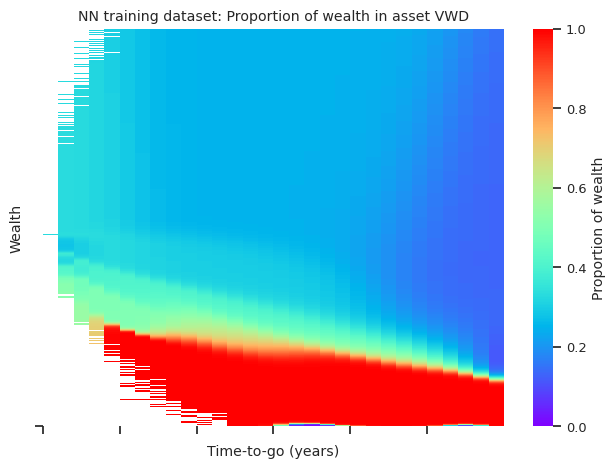 NN training dataset: Proportion of wealth in asset VWD
Wealth
Time-to-go (years)
1.0
0.8
0.6
0.4
0.2
0.0
Proportion of wealth